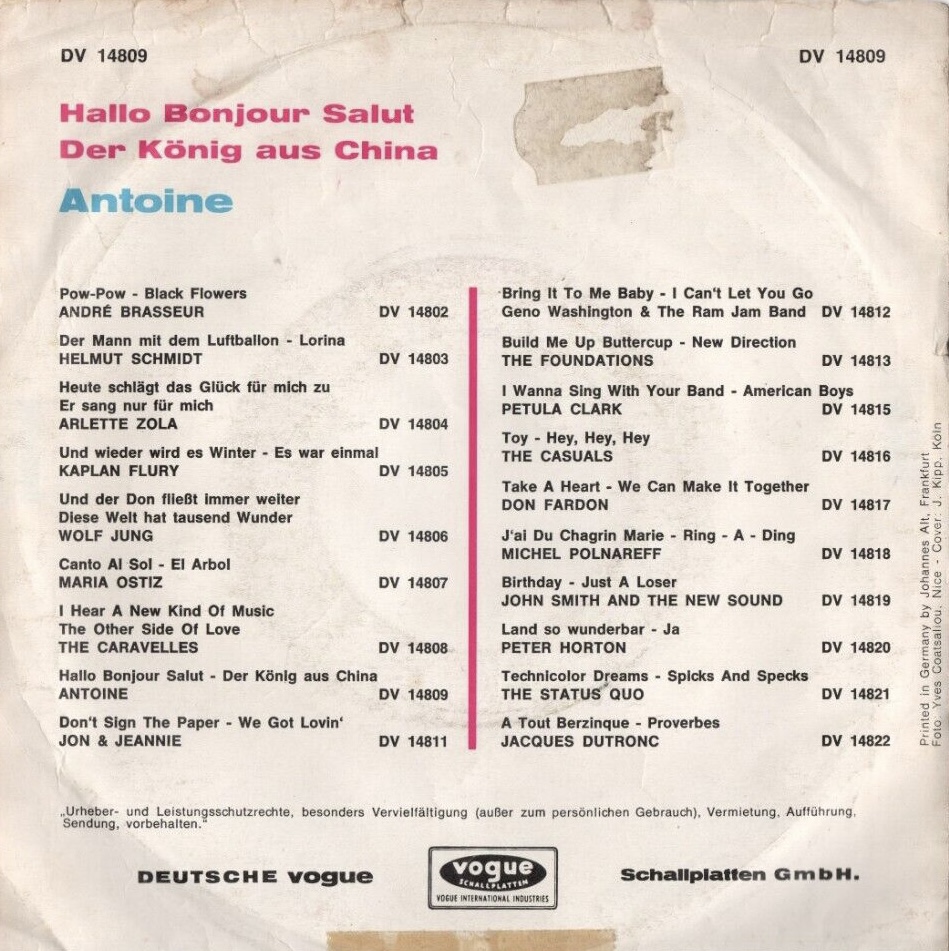 DV 14809
DV 14809
Hallo Bonjour Salut
Der König aus China
Antoine
Pow-Pow - Black Flowers
ANDRÉ BRASSEUR DV 14802
Der Mann mit dem Luftballon - Lorina
HELMUT SCHMIDT DV 14803
Heute schlägt das Glück für mich zu
Er sang nur für mich
ARLETTE ZOLA DV 14804
Und wieder wird es Winter - Es war einmal
KAPLAN FLURY DV 14805
Und der Don fließt immer weiter
Diese Welt hat tausend Wunder
WOLF JUNG DV 14806
Canto Al Sol - El Arbol
MARIA OSTIZ DV 14807
I Hear A New Kind Of Music
The Other Side Of Love
THE CARAVELLES DV 14808
Hallo Bonjour Salut - Der König aus China
ANTOINE DV 14809
Don't Sign The Paper - We Got Lovin'
JON & JEANNIE DV 14811
Bring It To Me Baby - I Can't Let You Go
Geno Washington & The Ram Jam Band DV 14812
Build Me Up Buttercup - New Direction
THE FOUNDATIONS DV 14813
I Wanna Sing With Your Band - American Boys
PETULA CLARK DV 14815
Toy - Hey, Hey, Hey
THE CASUALS DV 14816
Take A Heart - We Can Make It Together
DON FARDON DV 14817
J'ai Du Chagrin Marie - Ring - A - Ding
MICHEL POLNAREFF DV 14818
Birthday - Just A Loser
JOHN SMITH AND THE NEW SOUND DV 14819
Land so wunderbar - Ja
PETER HORTON DV 14820
Technicolor Dreams - Spicks And Specks
THE STATUS QUO DV 14821
A Tout Berzinque - Proverbes
JACQUES DUTRONC DV 14822
Printed in Germany by Johannes Alt, Frankfurt
Foto: Yves Coatsaliou, Nice - Cover: J. Kipp, Köln
„Urheber- und Leistungsschutzrechte, besonders Vervielfältigung (außer zum persönlichen Gebrauch), Vermietung, Aufführung,
Sendung, vorbehalten."
DEUTSCHE vogue
vogue
SCHALLPLATTEN
VOGUE INTERNATIONAL INDUSTRIES
Schallplatten GmbH.